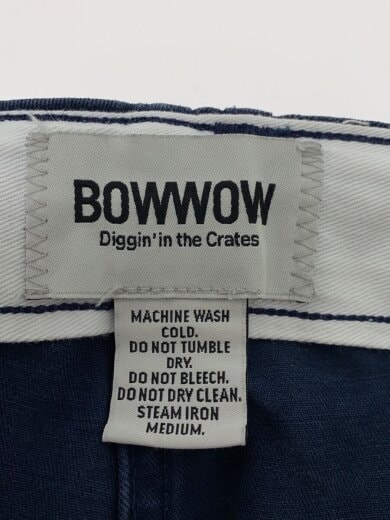 BOWWOW
Diggin' in the Crates
MACHINE WASH
COLD.
DO NOT TUMBLE
DRY.
DO NOT BLEECH.
DO NOT DRY CLEAN.
STEAM IRON
MEDIUM.